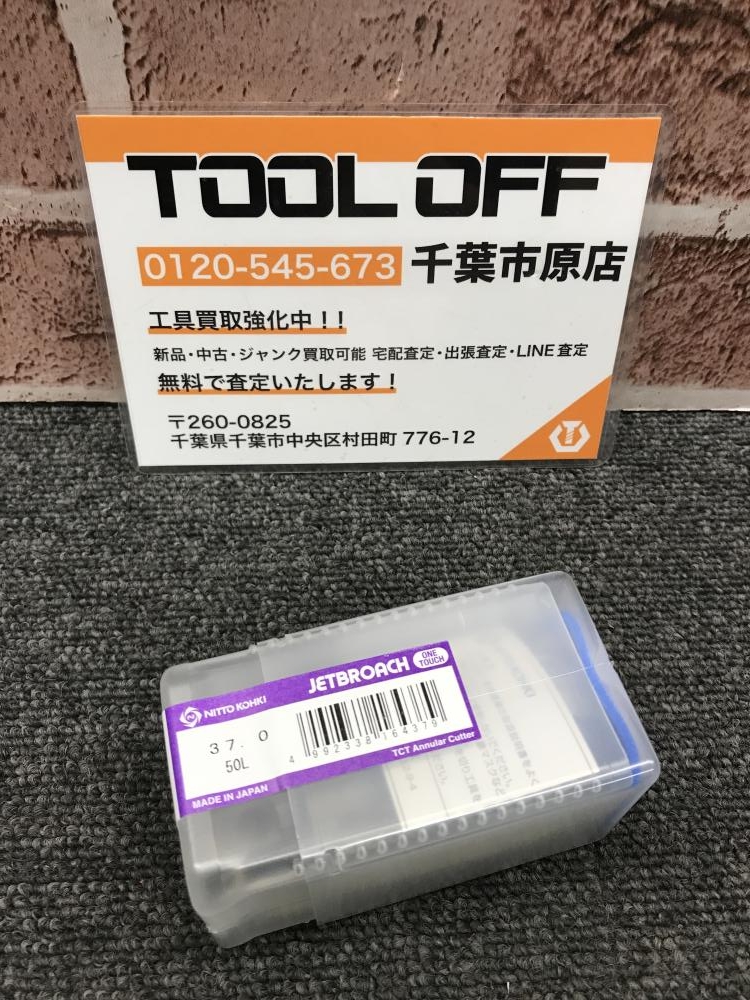 TOOL OFF
0120-545-673 千葉市原店
工具買取強化中!!
新品・中古・ジャンク買取可能 宅配査定・出張査定・LINE査定
無料で査定いたします!
〒260-0825
千葉県千葉市中央区村田町 776-12
NITTO KOHKI JETBROACH ONE TOUCH
37.0
50L
4 992338 164379
TCT Annular Cutter
MADE IN JAPAN